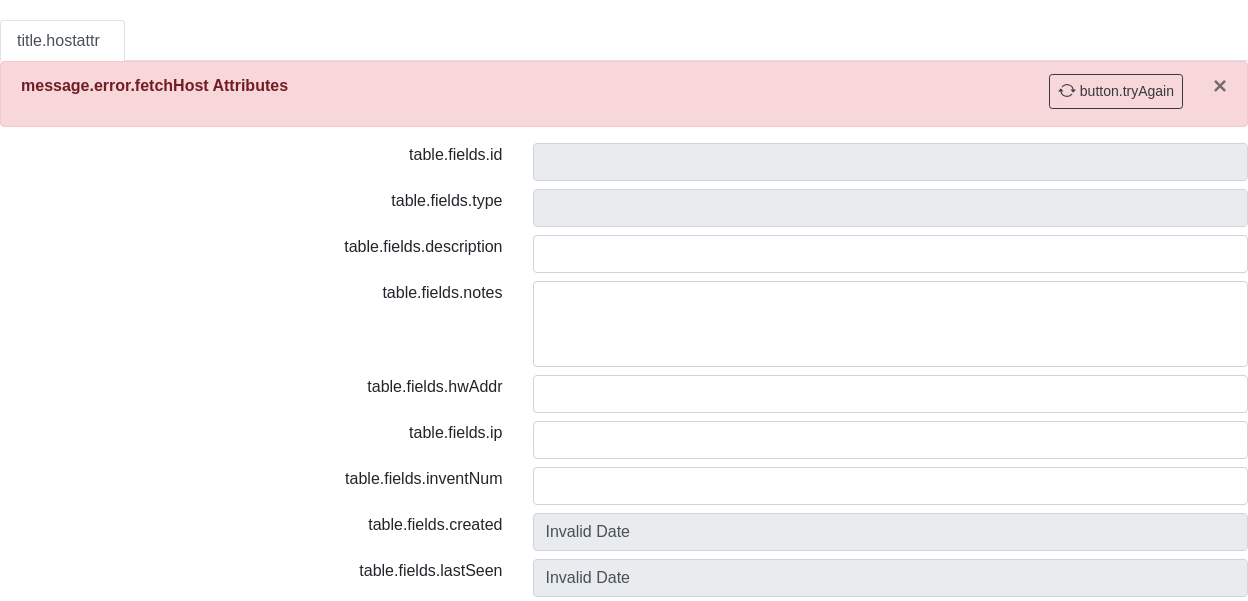 title.hostattr
message.error.fetchHost Attributes
button.tryAgain
×
table.fields.id
table.fields.type
table.fields.description
table.fields.notes
table.fields.hwAddr
table.fields.ip
table.fields.inventNum
table.fields.created
Invalid Date
table.fields.lastSeen
Invalid Date